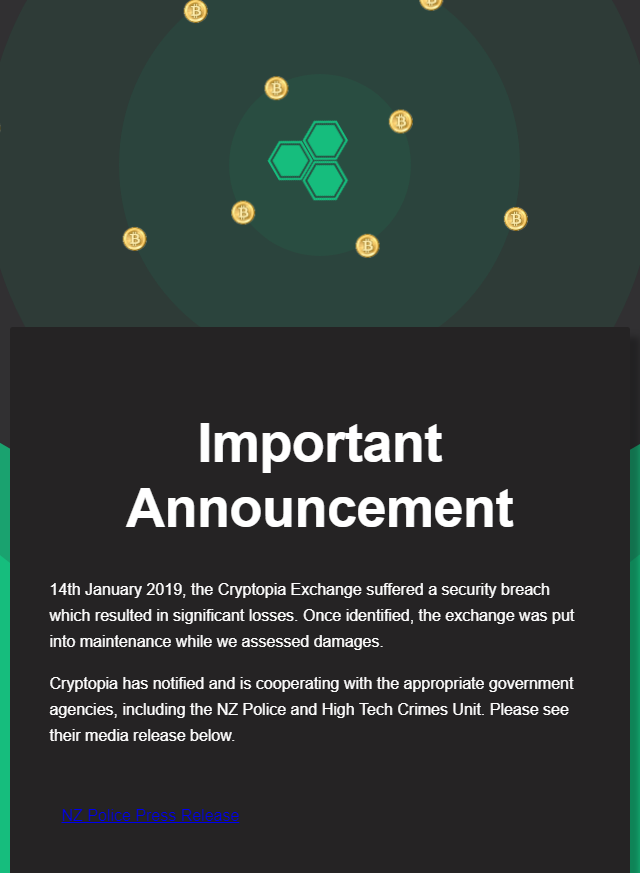 Important
Announcement
14th January 2019, the Cryptopia Exchange suffered a security breach
which resulted in significant losses. Once identified, the exchange was put
into maintenance while we assessed damages.
Cryptopia has notified and is cooperating with the appropriate government
agencies, including the NZ Police and High Tech Crimes Unit. Please see
their media release below.
NZ Police Press Release